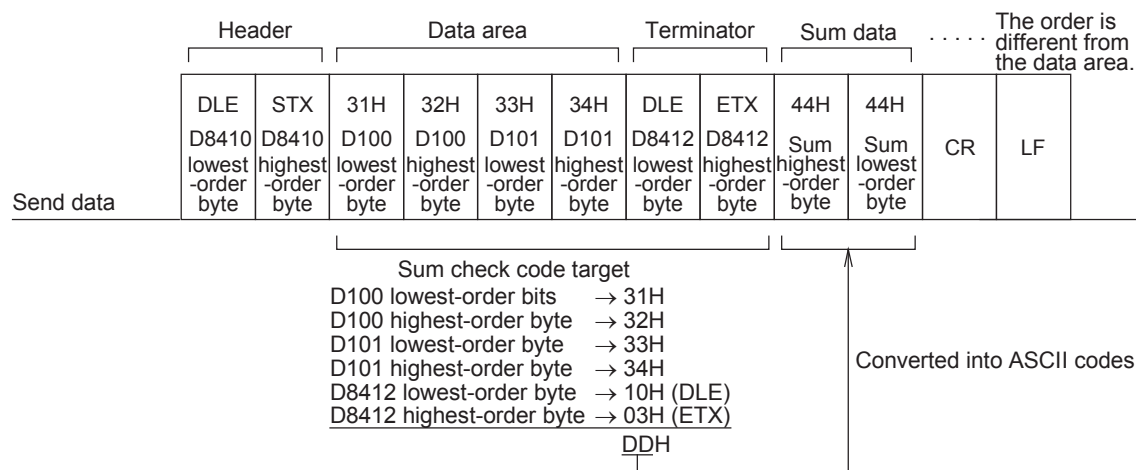 Header Data area Terminator Sum data ..... The order is
different from
the data area.
DLE STX 31H 32H 33H 34H DLE ETX 44H 44H
D8410 D8410 D100 D100 D101 D101 D8412 D8412 Sum Sum CR LF
lowest highest lowest highest lowest highest lowest highest highest lowest
-order -order -order -order -order -order -order -order -order -order
Send data byte byte byte byte byte byte byte byte byte byte
Sum check code target
D100 lowest-order bits → 31H
D100 highest-order byte → 32H
D101 lowest-order byte → 33H
D101 highest-order byte → 34H
D8412 lowest-order byte → 10H (DLE)
D8412 highest-order byte → 03H (ETX)
DDH
Converted into ASCII codes